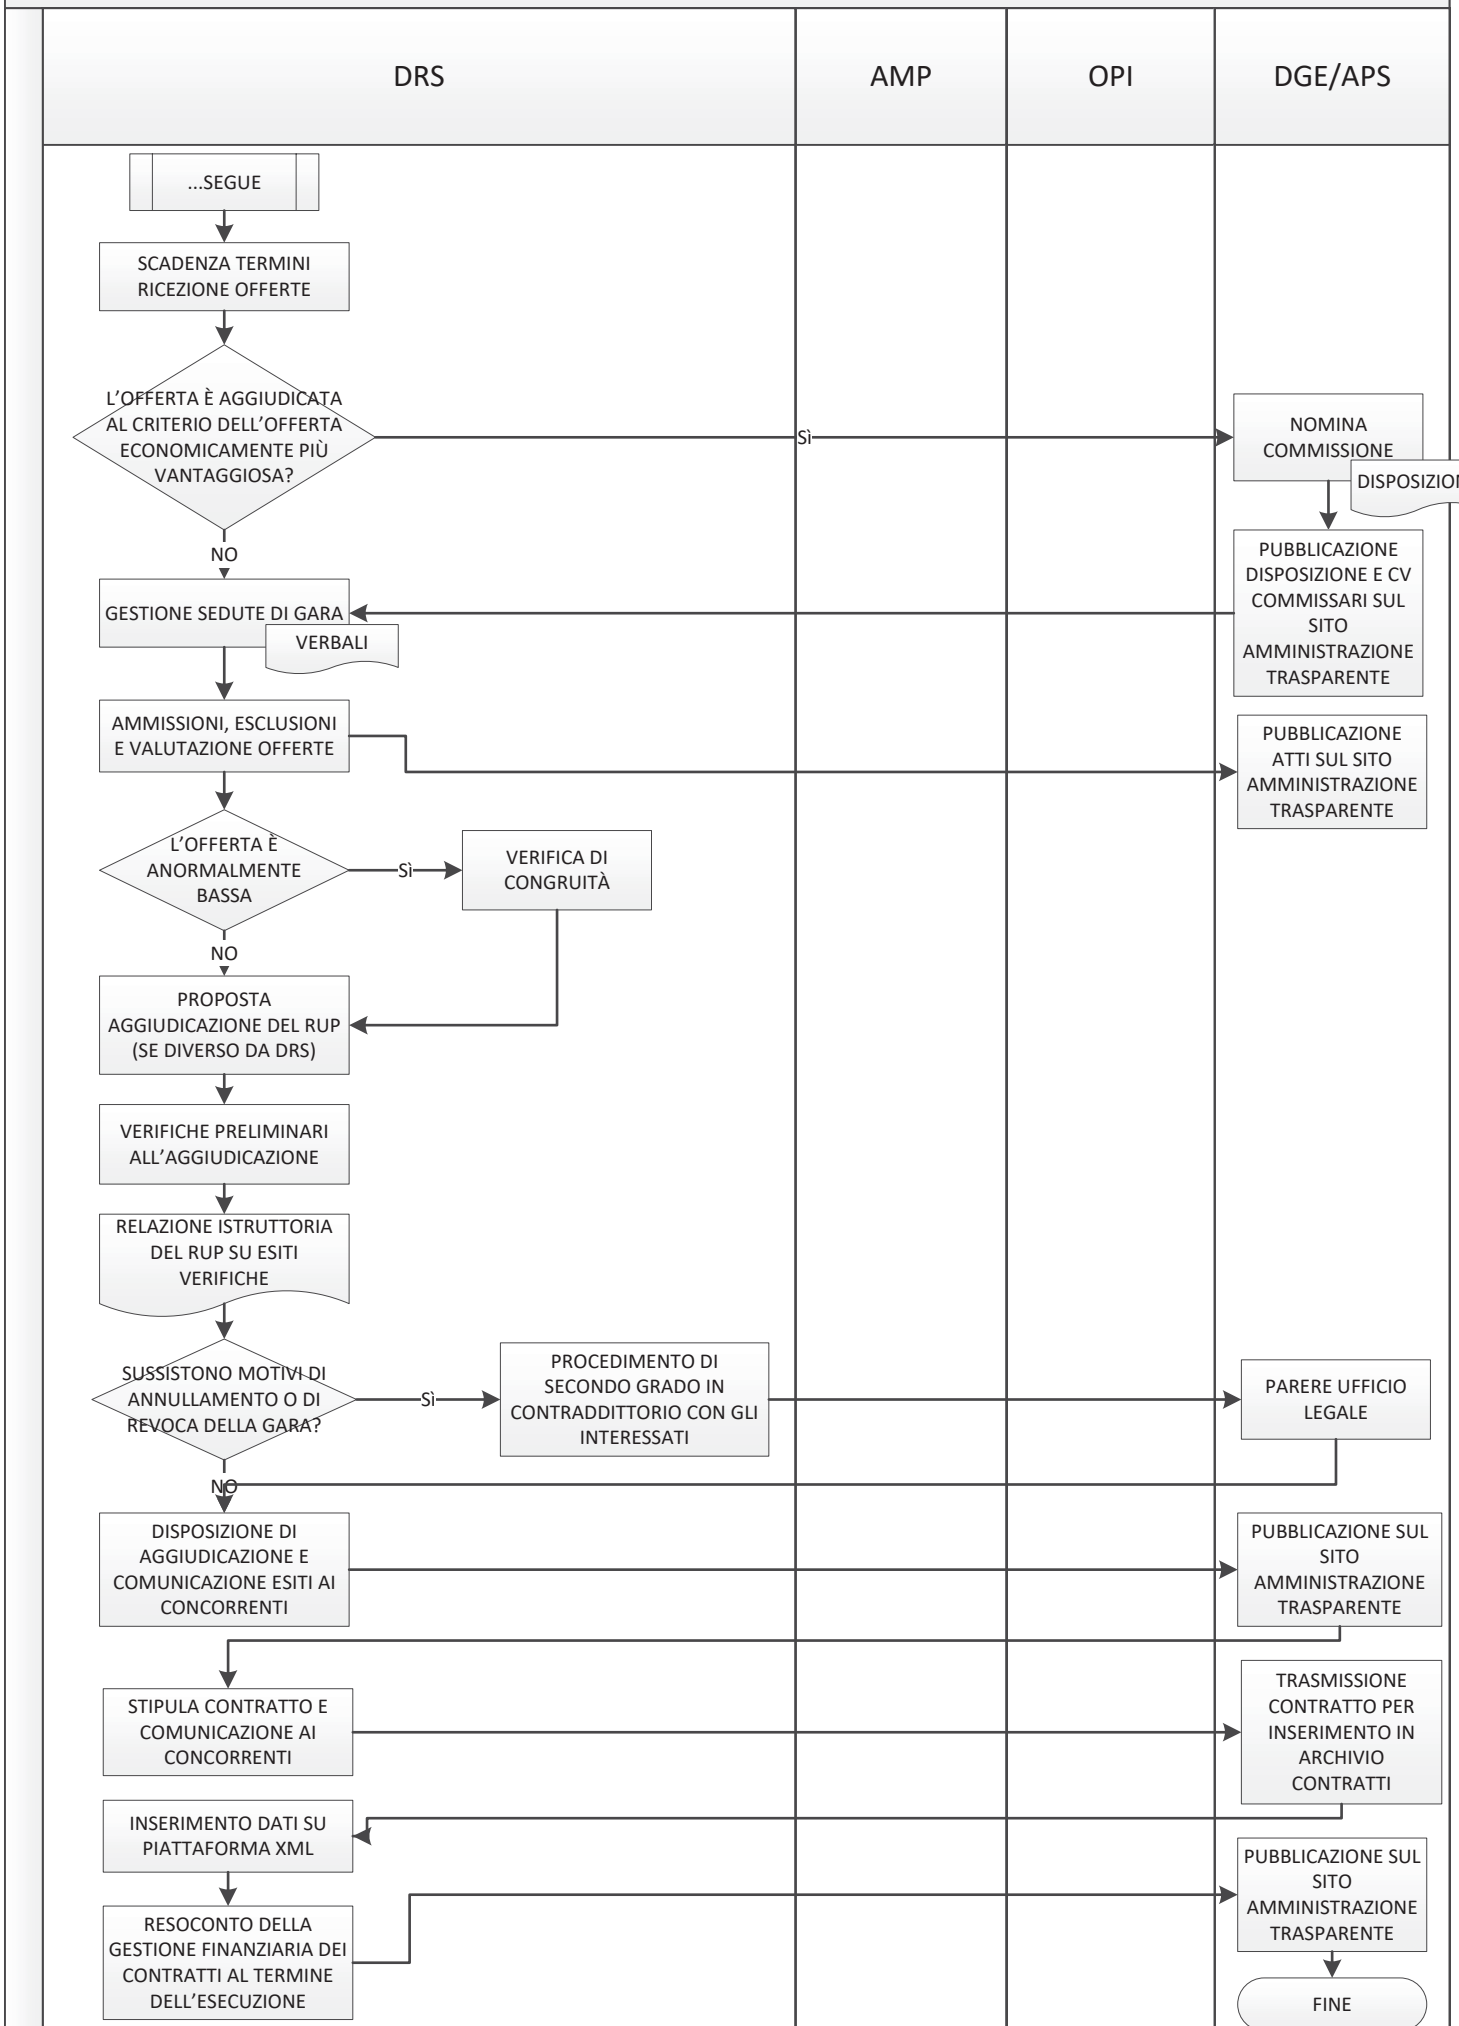 DRS
AMP
OPI
DGE/APS
...SEGUE
SCADENZA TERMINI
RICEZIONE OFFERTE
L’OFFERTA È AGGIUDICATA
AL CRITERIO DELL’OFFERTA
ECONOMICAMENTE PIÙ
VANTAGGIOSA?
Sì
NOMINA
COMMISSIONE
DISPOSIZION
NO
PUBBLICAZIONE
DISPOSIZIONE E CV
COMMISSARI SUL
SITO
AMMINISTRAZIONE
TRASPARENTE
GESTIONE SEDUTE DI GARA
VERBALI
AMMISSIONI, ESCLUSIONI
E VALUTAZIONE OFFERTE
PUBBLICAZIONE
ATTI SUL SITO
AMMINISTRAZIONE
TRASPARENTE
L’OFFERTA È
ANORMALMENTE
BASSA
Sì
VERIFICA DI
CONGRUITÀ
NO
PROPOSTA
AGGIUDICAZIONE DEL RUP
(SE DIVERSO DA DRS)
VERIFICHE PRELIMINARI
ALL’AGGIUDICAZIONE
RELAZIONE ISTRUTTORIA
DEL RUP SU ESITI
VERIFICHE
SUSSISTONO MOTIVI DI
ANNULLAMENTO O DI
REVOCA DELLA GARA?
Sì
PROCEDIMENTO DI
SECONDO GRADO IN
CONTRADDITTORIO CON GLI
INTERESSATI
PARERE UFFICIO
LEGALE
NO
DISPOSIZIONE DI
AGGIUDICAZIONE E
COMUNICAZIONE ESITI AI
CONCORRENTI
PUBBLICAZIONE SUL
SITO
AMMINISTRAZIONE
TRASPARENTE
STIPULA CONTRATTO E
COMUNICAZIONE AI
CONCORRENTI
TRASMISSIONE
CONTRATTO PER
INSERIMENTO IN
ARCHIVIO
CONTRATTI
INSERIMENTO DATI SU
PIATTAFORMA XML
PUBBLICAZIONE SUL
SITO
AMMINISTRAZIONE
TRASPARENTE
RESOCONTO DELLA
GESTIONE FINANZIARIA DEI
CONTRATTI AL TERMINE
DELL’ESECUZIONE
FINE